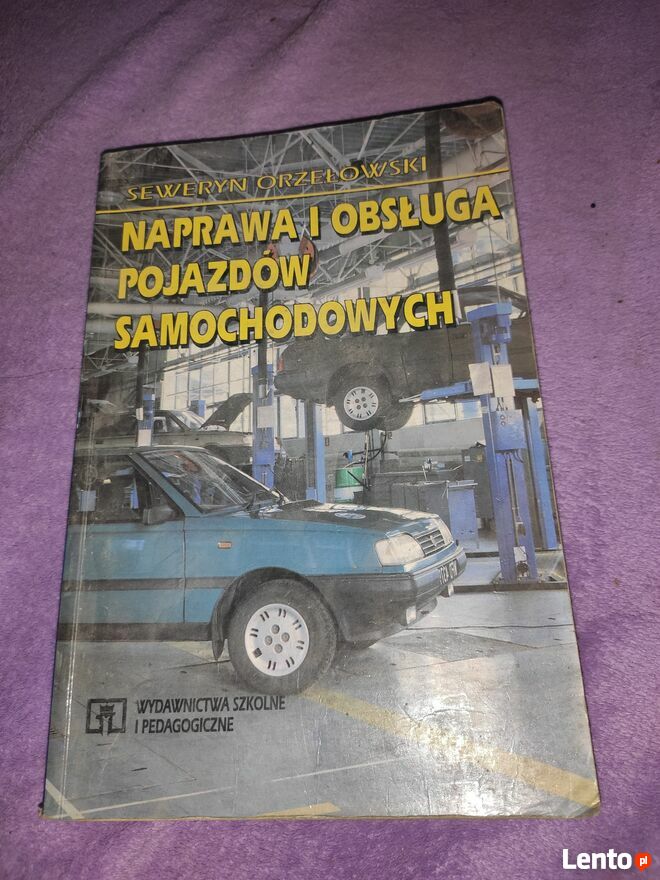 SEWERYN ORZEŁOWSKI
NAPRAWA I OBSŁUGA
POJAZDÓW
SAMOCHODOWYCH
WYDAWNICTWA SZKOLNE
I PEDAGOGICZNE
Lento.pl